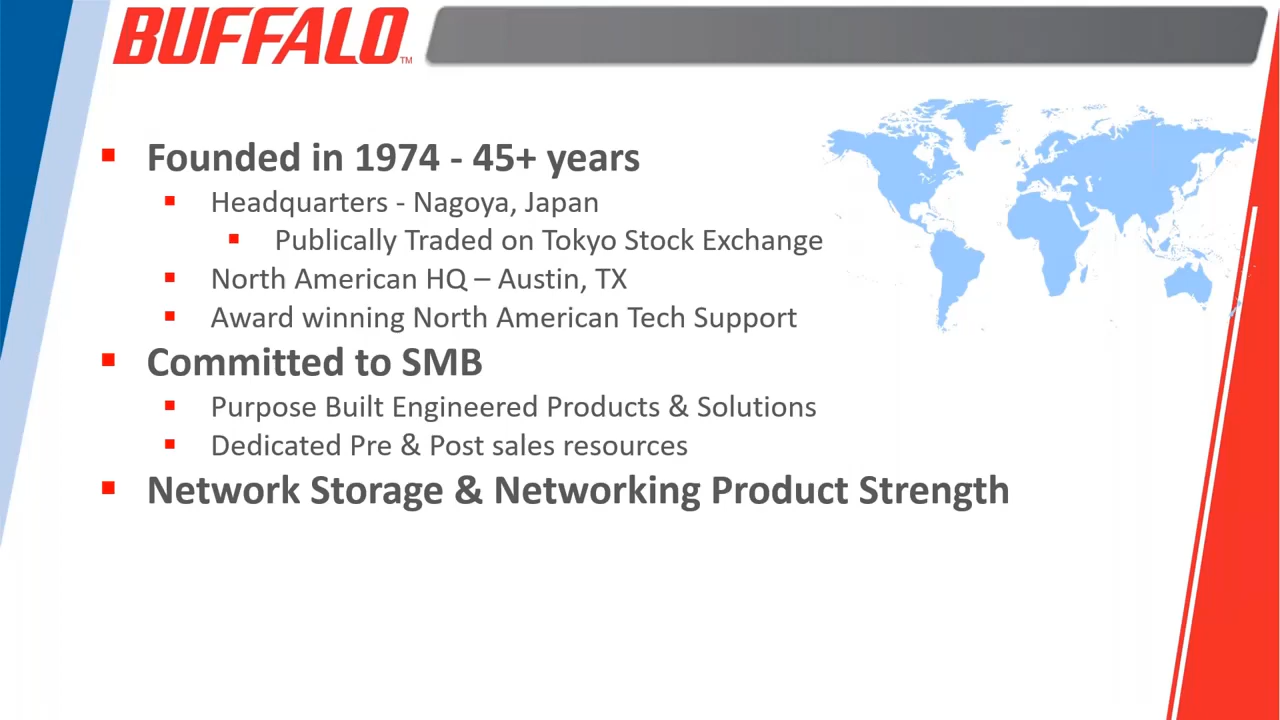 BUFFALO™
Founded in 1974 - 45+ years
Headquarters - Nagoya, Japan
Publically Traded on Tokyo Stock Exchange
North American HQ – Austin, TX
Award winning North American Tech Support
Committed to SMB
Purpose Built Engineered Products & Solutions
Dedicated Pre & Post sales resources
Network Storage & Networking Product Strength